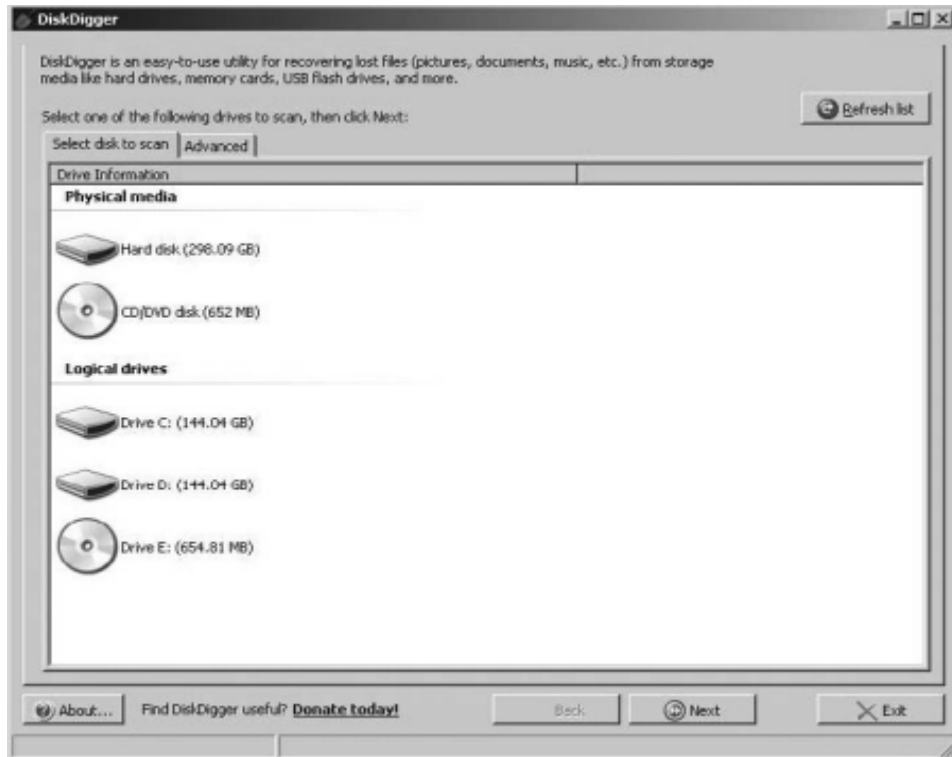 DiskDigger
DiskDigger is an easy-to-use utility for recovering lost files (pictures, documents, music, etc.) from storage
media like hard drives, memory cards, USB flash drives, and more.
Refresh list
Select one of the following drives to scan, then click Next:
Select disk to scan Advanced
Drive Information
Physical media
Hard disk (298.09 GB)
CD/DVD disk (652 MB)
Logical drives
Drive C: (144.04 GB)
Drive D: (144.04 GB)
Drive E: (654.81 MB)
About... Find DiskDigger useful? Donate today! Back Next Exit